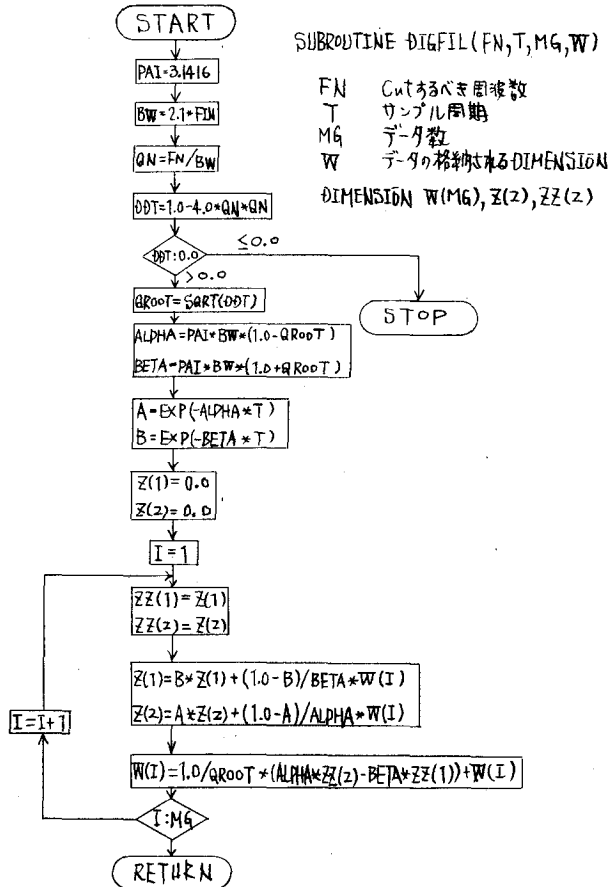 START
SUBROUTINE DIGFIL(FN,T,MG,W)
PAI=3.1416
FN Cutするべき周波数
T サンプル周期
MG データ数
W データの格納されるDIMENSION
DIMENSION W(MG),Z(2),ZZ(2)
BW=2.1*FIN
QN=FN/BW
DDT=1.0-4.0*QN*QN
DDT:0.0
≤0.0
>0.0
STOP
QROOT=SQRT(DDT)
ALPHA=PAI*BW*(1.0-QROOT)
BETA=PAI*BW*(1.0+QROOT)
A=EXP(-ALPHA*T)
B=EXP(-BETA*T)
Z(1)=0.0
Z(2)=0.0
I=1
ZZ(1)=Z(1)
ZZ(2)=Z(2)
Z(1)=B*Z(1)+(1.0-B)/BETA*W(I)
Z(2)=A*Z(2)+(1.0-A)/ALPHA*W(I)
I=I+1
W(I)=1.0/QROOT*(ALPHA*ZZ(2)-BETA*ZZ(1))+W(I)
I:MG
RETURN